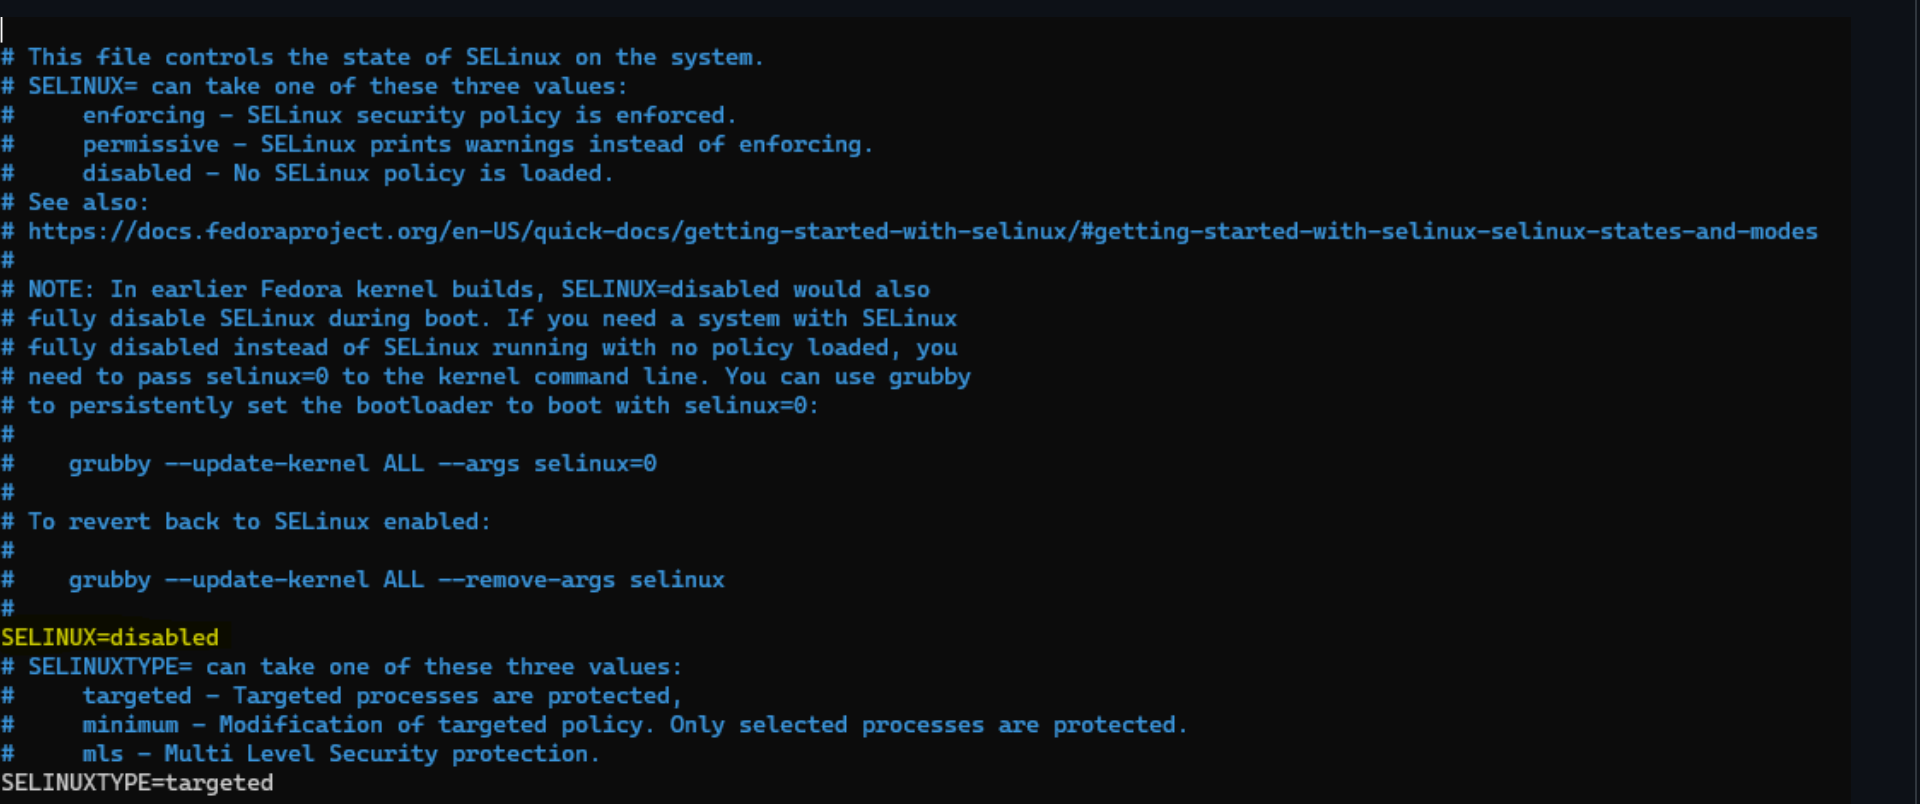 # This file controls the state of SELinux on the system.
# SELINUX= can take one of these three values:
#     enforcing - SELinux security policy is enforced.
#     permissive - SELinux prints warnings instead of enforcing.
#     disabled - No SELinux policy is loaded.
# See also:
# https://docs.fedoraproject.org/en-US/quick-docs/getting-started-with-selinux/#getting-started-with-selinux-selinux-states-and-modes
#
# NOTE: In earlier Fedora kernel builds, SELINUX=disabled would also
# fully disable SELinux during boot. If you need a system with SELinux
# fully disabled instead of SELinux running with no policy loaded, you
# need to pass selinux=0 to the kernel command line. You can use grubby
# to persistently set the bootloader to boot with selinux=0:
#
#    grubby --update-kernel ALL --args selinux=0
#
# To revert back to SELinux enabled:
#
#    grubby --update-kernel ALL --remove-args selinux
#
SELINUX=disabled
# SELINUXTYPE= can take one of these three values:
#     targeted - Targeted processes are protected,
#     minimum - Modification of targeted policy. Only selected processes are protected.
#     mls - Multi Level Security protection.
SELINUXTYPE=targeted